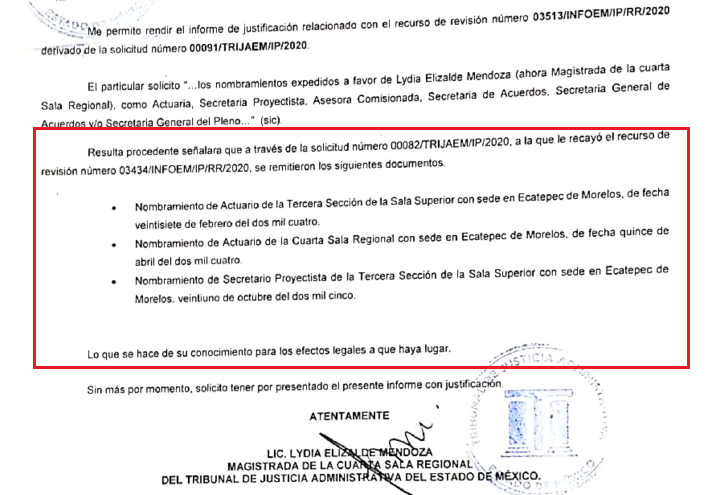 ESTADO DE
Me permito rendir el informe de justificación relacionado con el recurso de revisión número 03513/INFOEM/IP/RR/2020
derivado de la solicitud número 00091/TRIJAEM/IP/2020.
El particular solicito "...los nombramientos expedidos a favor de Lydia Elizalde Mendoza (ahora Magistrada de la cuarta
Sala Regional), como Actuaria, Secretaria Proyectista, Asesora Comisionada, Secretaria de Acuerdos, Secretaria General de
Acuerdos y/o Secretaria General del Pleno..." (sic).
Resulta procedente señalara que a través de la solicitud número 00082/TRIJAEM/IP/2020, a la que le recayó el recurso de
revisión número 03434/INFOEM/IP/RR/2020, se remitieron los siguientes documentos.
• Nombramiento de Actuario de la Tercera Sección de la Sala Superior con sede en Ecatepec de Morelos, de fecha
veintisiete de febrero del dos mil cuatro.
• Nombramiento de Actuario de la Cuarta Sala Regional con sede en Ecatepec de Morelos, de fecha quince de
abril del dos mil cuatro.
• Nombramiento de Secretario Proyectista de la Tercera Sección de la Sala Superior con sede en Ecatepec de
Morelos, veintiuno de octubre del dos mil cinco.
Lo que se hace de su conocimiento para los efectos legales a que haya lugar.
Sin más por momento, solicito tener por presentado el presente informe con justificación.
ATENTAMENTE
LIC. LYDIA ELIZALDE MENDOZA
MAGISTRADA DE LA CUARTA SALA REGIONAL
DEL TRIBUNAL DE JUSTICIA ADMINISTRATIVA DEL ESTADO DE MÉXICO.
TRIBUNAL DE JUSTICIA ADMINISTRATIVA
ESTADO DE MÉXICO